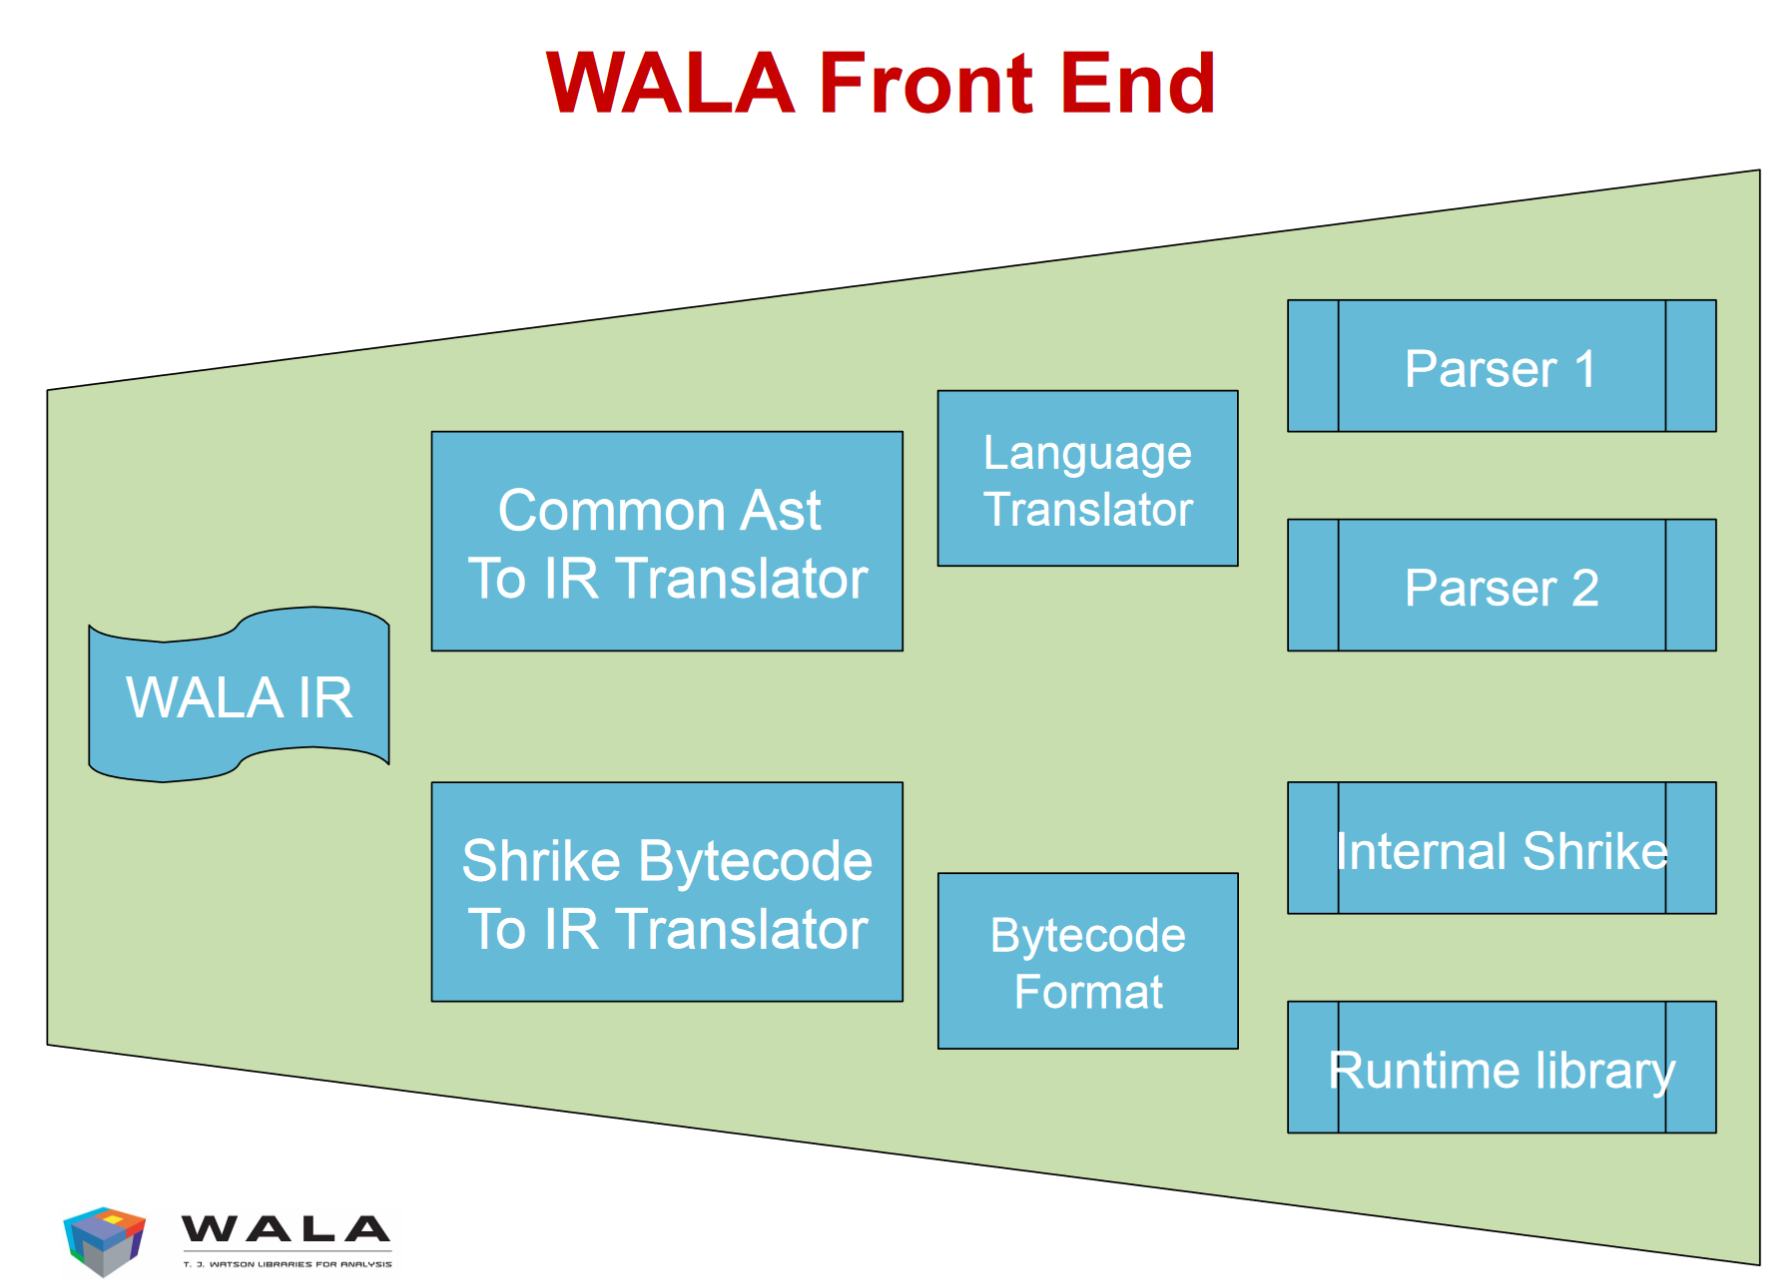 WALA Front End
Parser 1
Language
Translator
Common Ast
To IR Translator
Parser 2
WALA IR
Shrike Bytecode
To IR Translator
Internal Shrike
Bytecode
Format
Runtime library
WALA
T. J. WATSON LIBRARIES FOR ANALYSIS